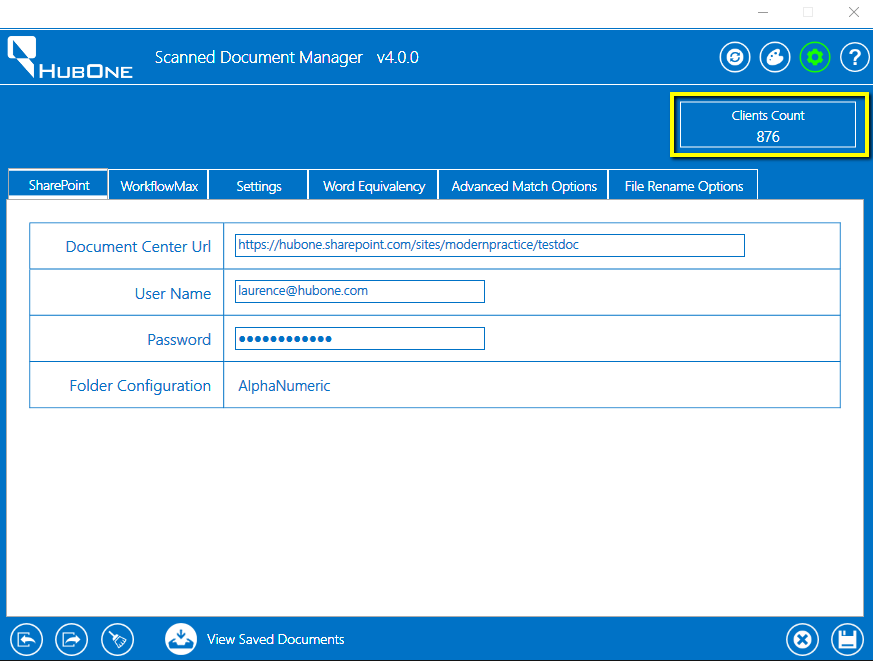 HUBONE
Scanned Document Manager v4.0.0
?
Clients Count
876
SharePoint WorkflowMax Settings Word Equivalency Advanced Match Options File Rename Options
Document Center Url https://hubone.sharepoint.com/sites/modernpractice/testdoc
User Name laurence@hubone.com
Password ●●●●●●●●●●●●
Folder Configuration AlphaNumeric
View Saved Documents